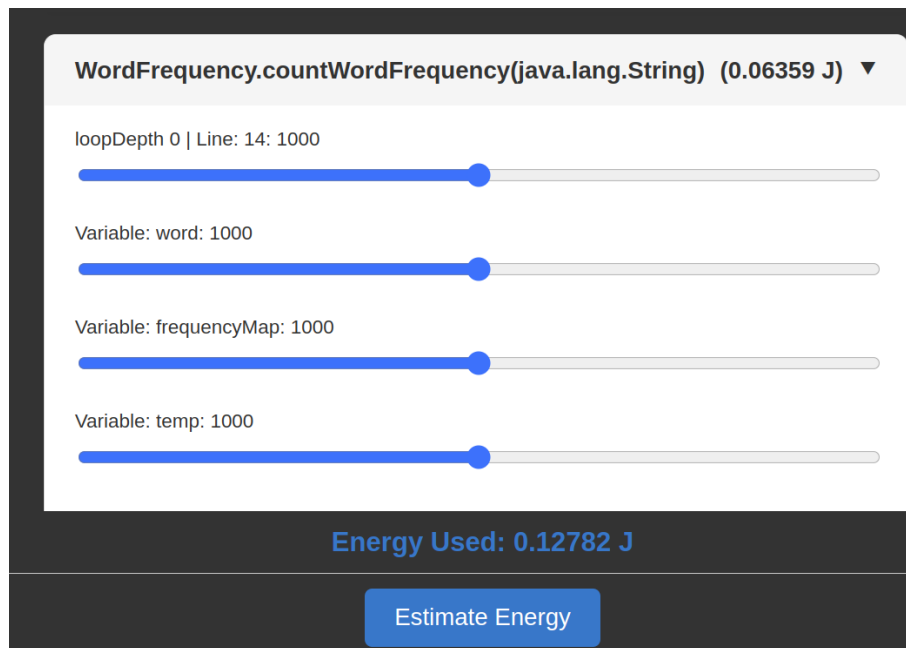 WordFrequency.countWordFrequency(java.lang.String) (0.06359 J) ▼
loopDepth 0 | Line: 14: 1000
Variable: word: 1000
Variable: frequencyMap: 1000
Variable: temp: 1000
Energy Used: 0.12782 J
Estimate Energy